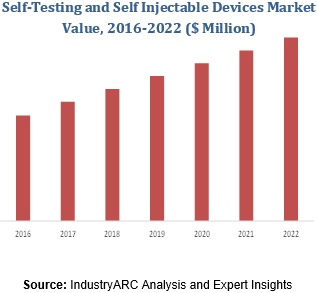 Self-Testing and Self Injectable Devices Market
Value, 2016-2022 ($ Million)
2016 2017 2018 2019 2020 2021 2022
Source: IndustryARC Analysis and Expert Insights